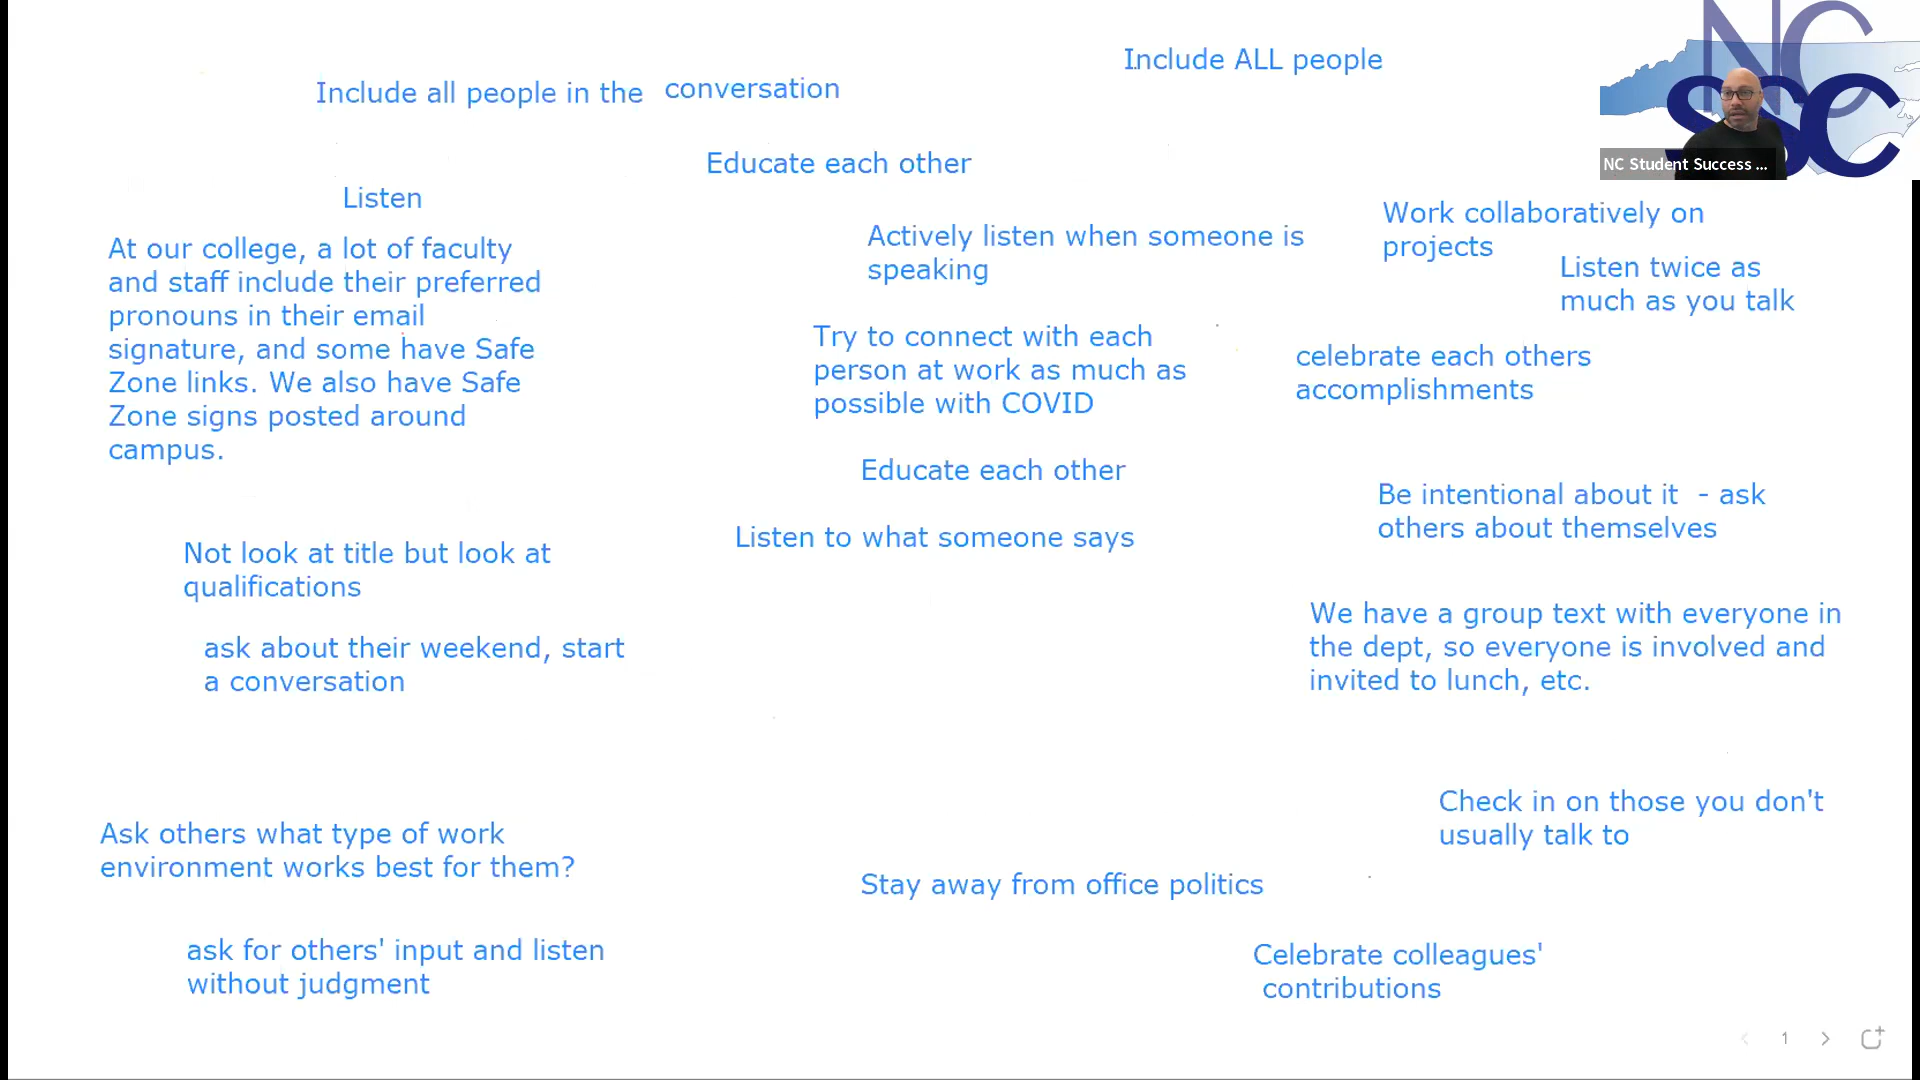 Include ALL people
Include all people in the conversation
Educate each other
Listen
At our college, a lot of faculty
and staff include their preferred
pronouns in their email
signature, and some have Safe
Zone links. We also have Safe
Zone signs posted around
campus.
Actively listen when someone is
speaking
Work collaboratively on
projects
Listen twice as
much as you talk
Try to connect with each
person at work as much as
possible with COVID
celebrate each others
accomplishments
Educate each other
Listen to what someone says
Be intentional about it  - ask
others about themselves
Not look at title but look at
qualifications
ask about their weekend, start
a conversation
We have a group text with everyone in
the dept, so everyone is involved and
invited to lunch, etc.
Check in on those you don't
usually talk to
Ask others what type of work
environment works best for them?
Stay away from office politics
ask for others' input and listen
without judgment
Celebrate colleagues'
contributions
NC
SSC
NC Student Success ...
1